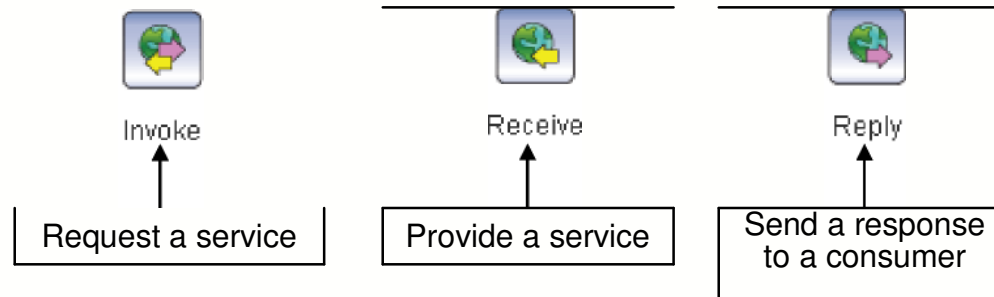 Invoke
Receive
Reply
Request a service
Provide a service
Send a response
to a consumer